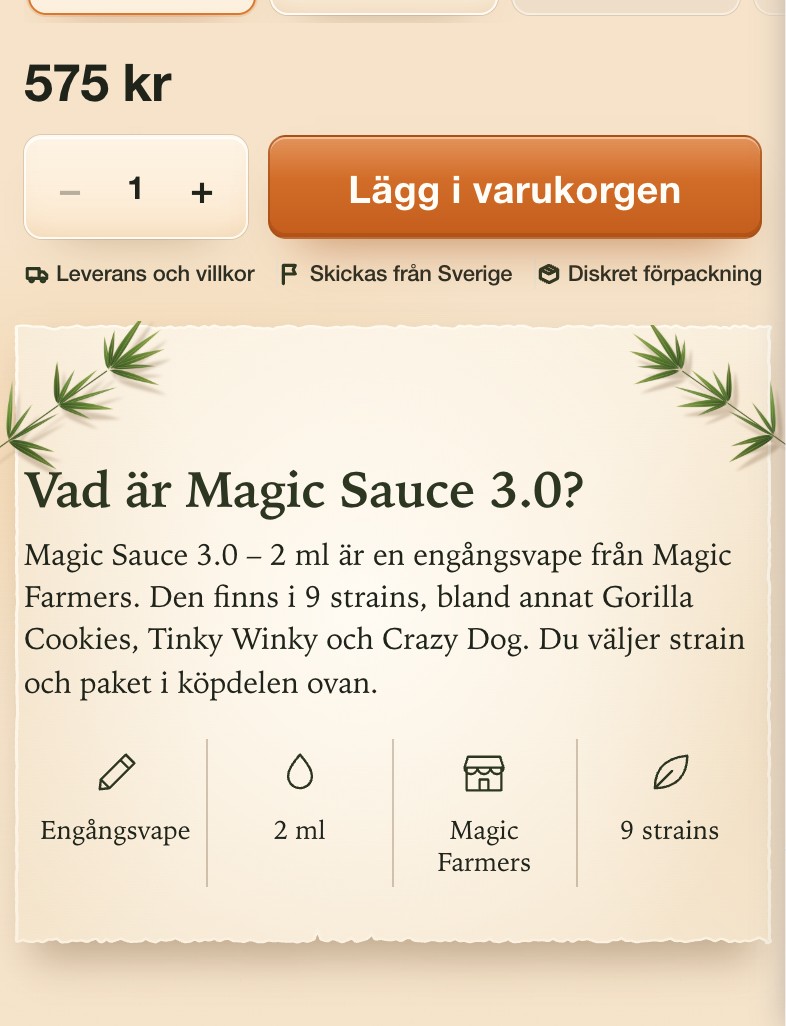 575 kr
− 1 +
Lägg i varukorgen
Leverans och villkor
Skickas från Sverige
Diskret förpackning
Vad är Magic Sauce 3.0?
Magic Sauce 3.0 – 2 ml är en engångsvape från Magic
Farmers. Den finns i 9 strains, bland annat Gorilla
Cookies, Tinky Winky och Crazy Dog. Du väljer strain
och paket i köpdelen ovan.
Engångsvape
2 ml
Magic
Farmers
9 strains